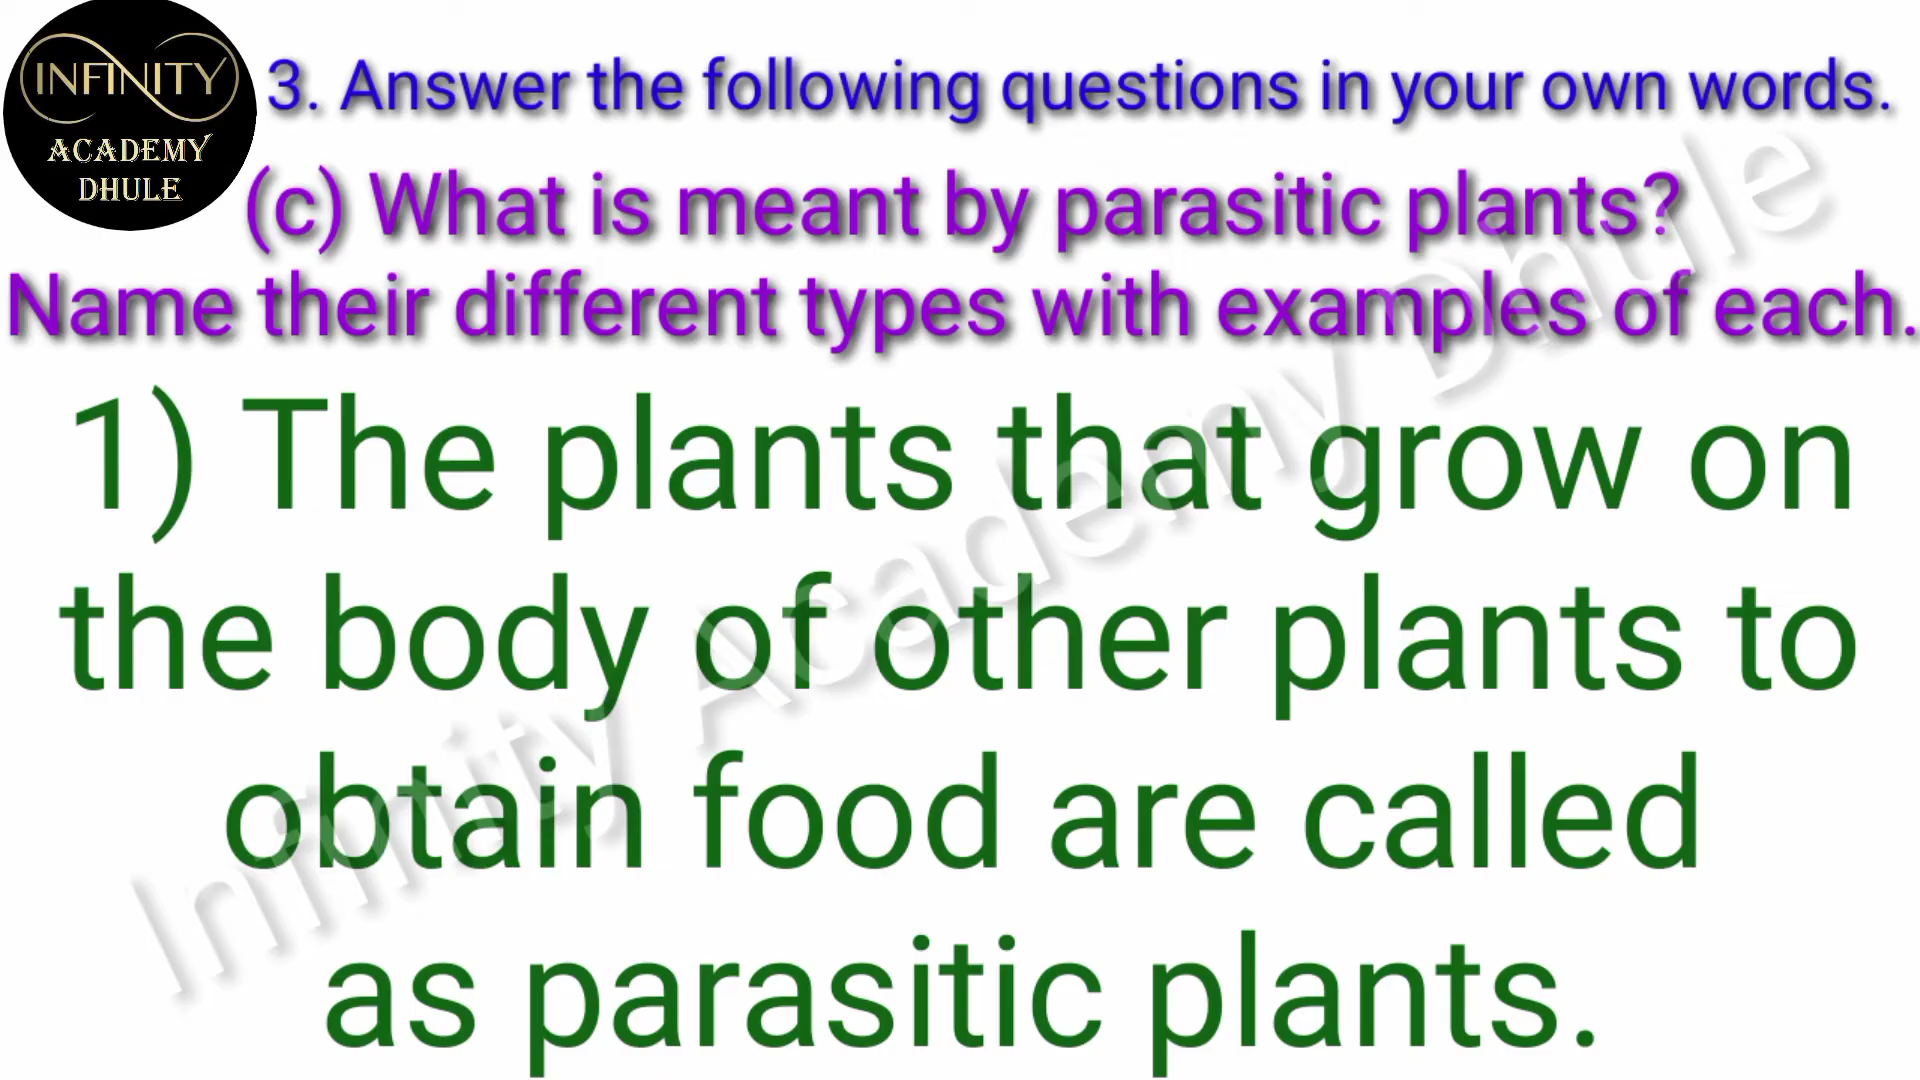 INFINITY
ACADEMY
DHULE
3. Answer the following questions in your own words.
(c) What is meant by parasitic plants?
Name their different types with examples of each.
1) The plants that grow on
the body of other plants to
obtain food are called
as parasitic plants.
Infinity Academy Dhule